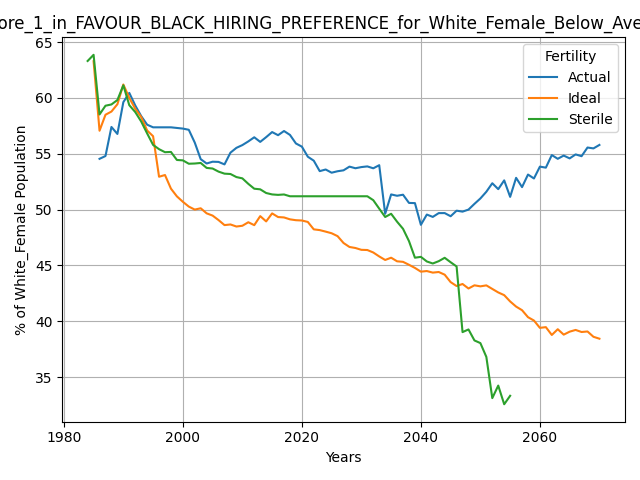 ore_1_in_FAVOUR_BLACK_HIRING_PREFERENCE_for_White_Female_Below_Ave
65
60
55
50
45
40
35
% of White_Female Population
1980
2000
2020
2040
2060
Years
Fertility
Actual
Ideal
Sterile